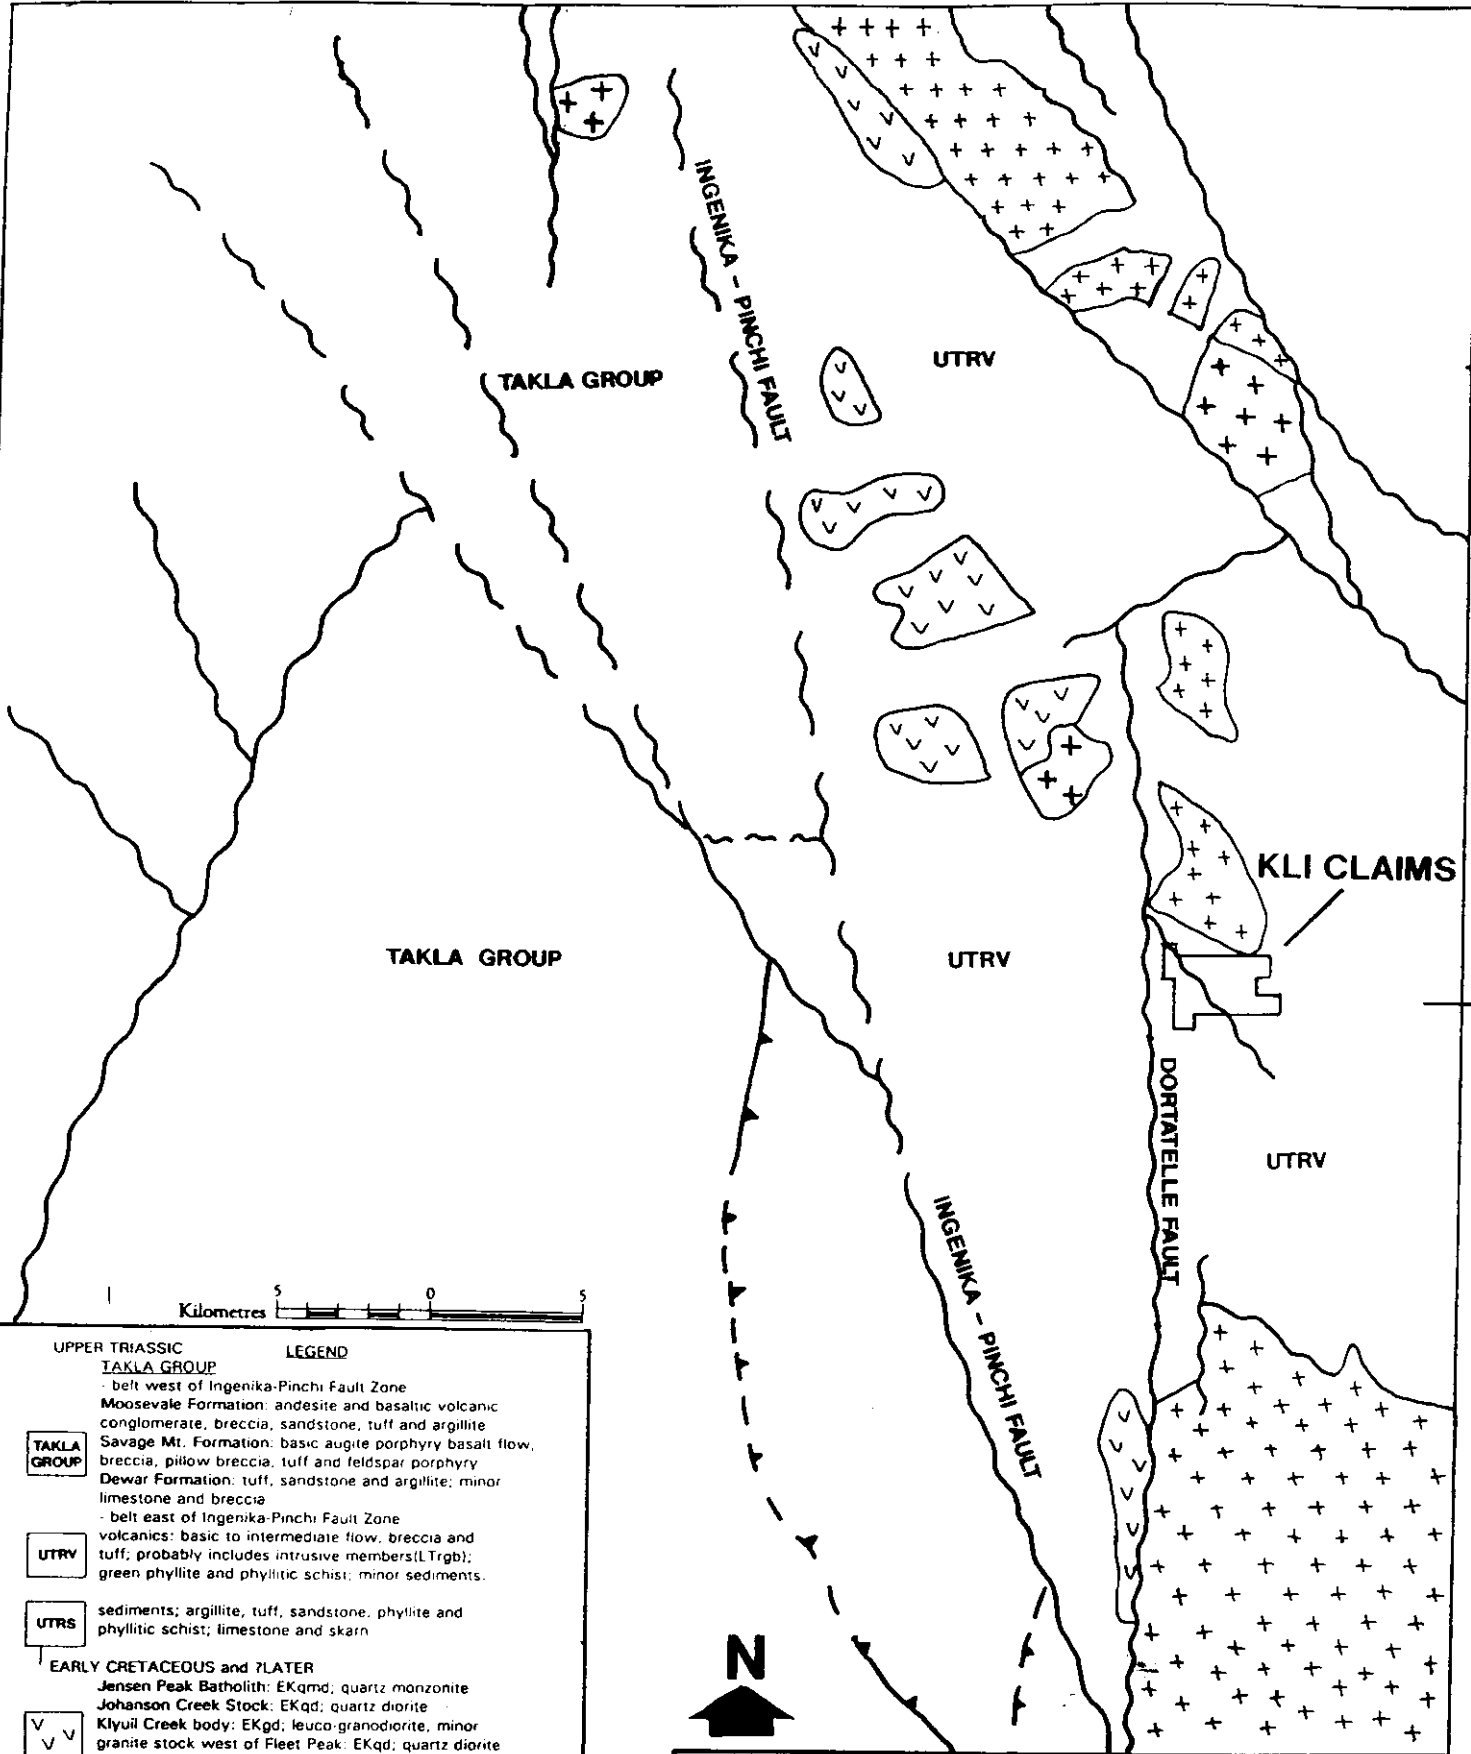 INGENIKA – PINCHI FAULT
TAKLA GROUP
UTRV
KLI CLAIMS
TAKLA GROUP
UTRV
DORTATELLE FAULT
UTRV
INGENIKA – PINCHI FAULT
5 0 5
Kilometres
UPPER TRIASSIC
LEGEND
TAKLA GROUP
- belt west of Ingenika-Pinchi Fault Zone
Moosevale Formation: andesite and basaltic volcanic
conglomerate, breccia, sandstone, tuff and argillite
TAKLA
GROUP
Savage Mt. Formation: basic augite porphyry basalt flow,
breccia, pillow breccia, tuff and feldspar porphyry
Dewar Formation: tuff, sandstone and argillite; minor
limestone and breccia
- belt east of Ingenika-Pinchi Fault Zone
UTRV
volcanics: basic to intermediate flow, breccia and
tuff; probably includes intrusive members(LTrgb);
green phyllite and phyllitic schist; minor sediments.
UTRS
sediments; argillite, tuff, sandstone, phyllite and
phyllitic schist; limestone and skarn
EARLY CRETACEOUS and ?LATER
Jensen Peak Batholith: EKqmd; quartz monzonite
Johanson Creek Stock: EKqd; quartz diorite
Klyuil Creek body: EKgd; leuco-granodiorite, minor
granite stock west of Fleet Peak: EKqd; quartz diorite
N